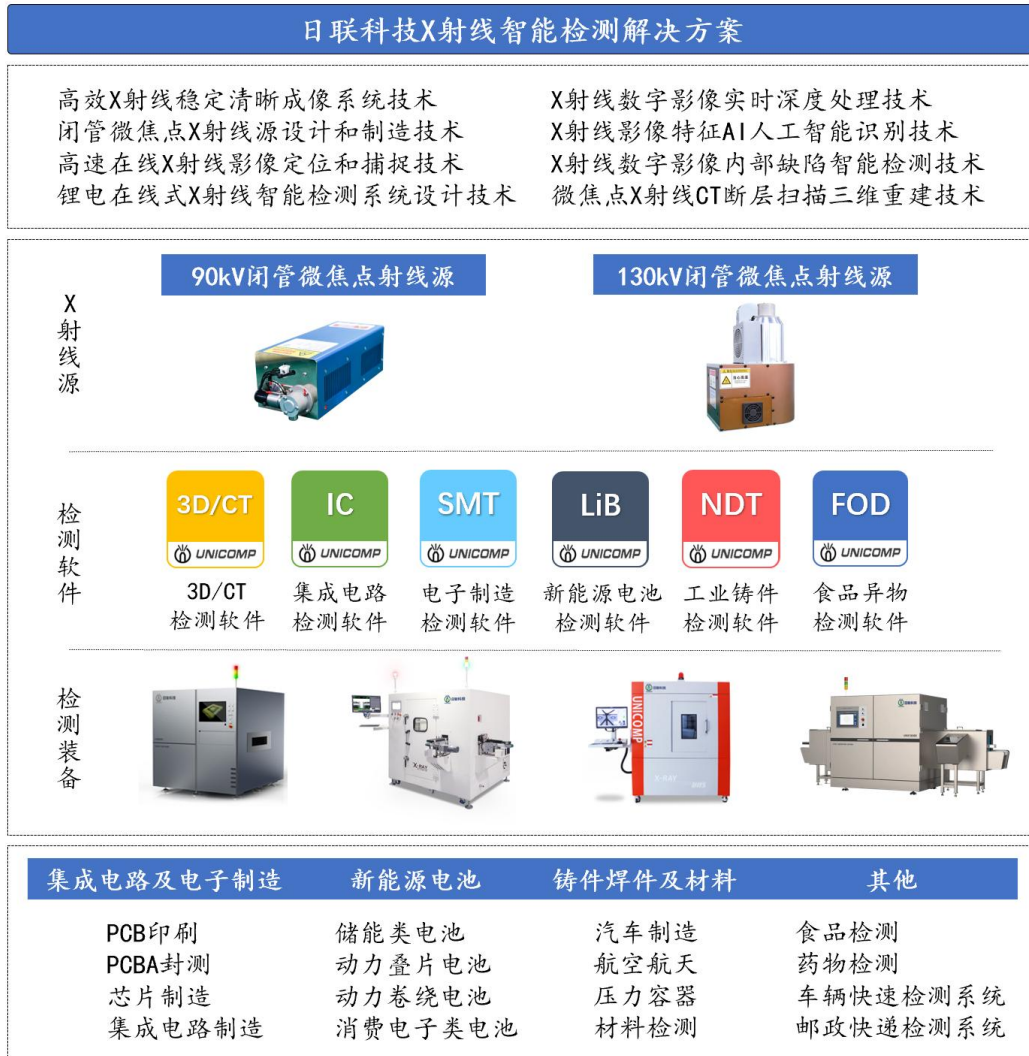 日联科技X射线智能检测解决方案
高效X射线稳定清晰成像系统技术
闭管微焦点X射线源设计和制造技术
高速在线X射线影像定位和捕捉技术
锂电在线式X射线智能检测系统设计技术
X射线数字影像实时深度处理技术
X射线影像特征AI人工智能识别技术
X射线数字影像内部缺陷智能检测技术
微焦点X射线CT断层扫描三维重建技术
X射线源
90kV闭管微焦点射线源
130kV闭管微焦点射线源
检测软件
3D/CT
UNICOMP
3D/CT
检测软件
IC
UNICOMP
集成电路
检测软件
SMT
UNICOMP
电子制造
检测软件
LiB
UNICOMP
新能源电池
检测软件
NDT
UNICOMP
工业铸件
检测软件
FOD
UNICOMP
食品异物
检测软件
检测装备
X-RAY
UNICOMP
X-RAY
集成电路及电子制造
PCB印刷
PCBA封测
芯片制造
集成电路制造
新能源电池
储能类电池
动力叠片电池
动力卷绕电池
消费电子类电池
铸件焊件及材料
汽车制造
航空航天
压力容器
材料检测
其他
食品检测
药物检测
车辆快速检测系统
邮政快递检测系统